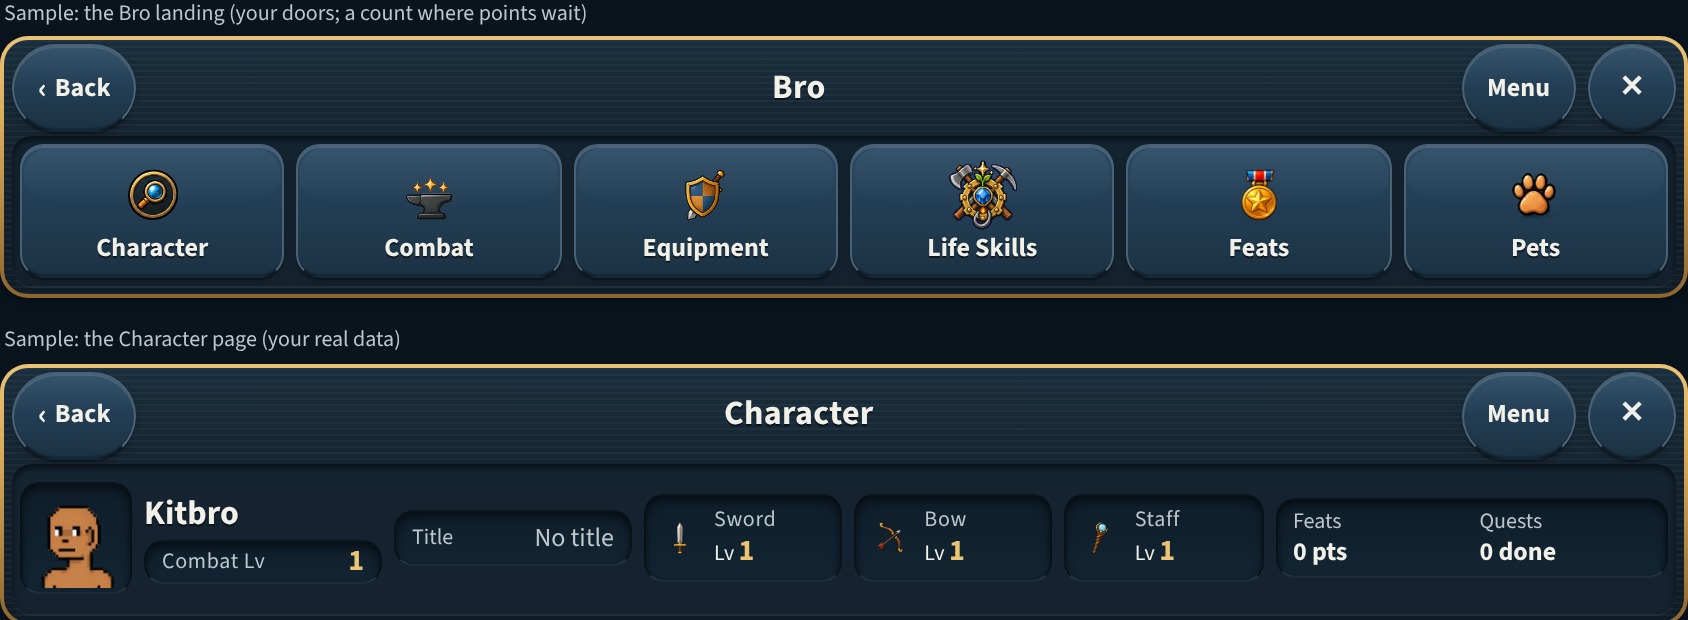 Sample: the Bro landing (your doors; a count where points wait)
‹ Back
Bro
Menu
✕
Character
Combat
Equipment
Life Skills
Feats
Pets
Sample: the Character page (your real data)
‹ Back
Character
Menu
✕
Kitbro
Combat Lv 1
Title No title
Sword
Lv 1
Bow
Lv 1
Staff
Lv 1
Feats
0 pts
Quests
0 done